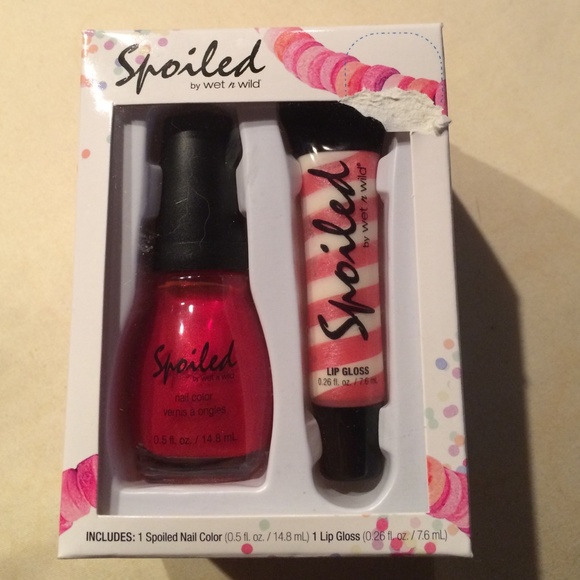 Spoiled
by wet n wild
Spoiled
by wet n wild
nail color
vernis à ongles
0.5 fl. oz. / 14.8 mL
Spoiled
by wet n wild
LIP GLOSS
0.26 fl. oz. / 7.6 mL
INCLUDES: 1 Spoiled Nail Color (0.5 fl. oz. / 14.8 mL) 1 Lip Gloss (0.26 fl. oz. / 7.6 mL)